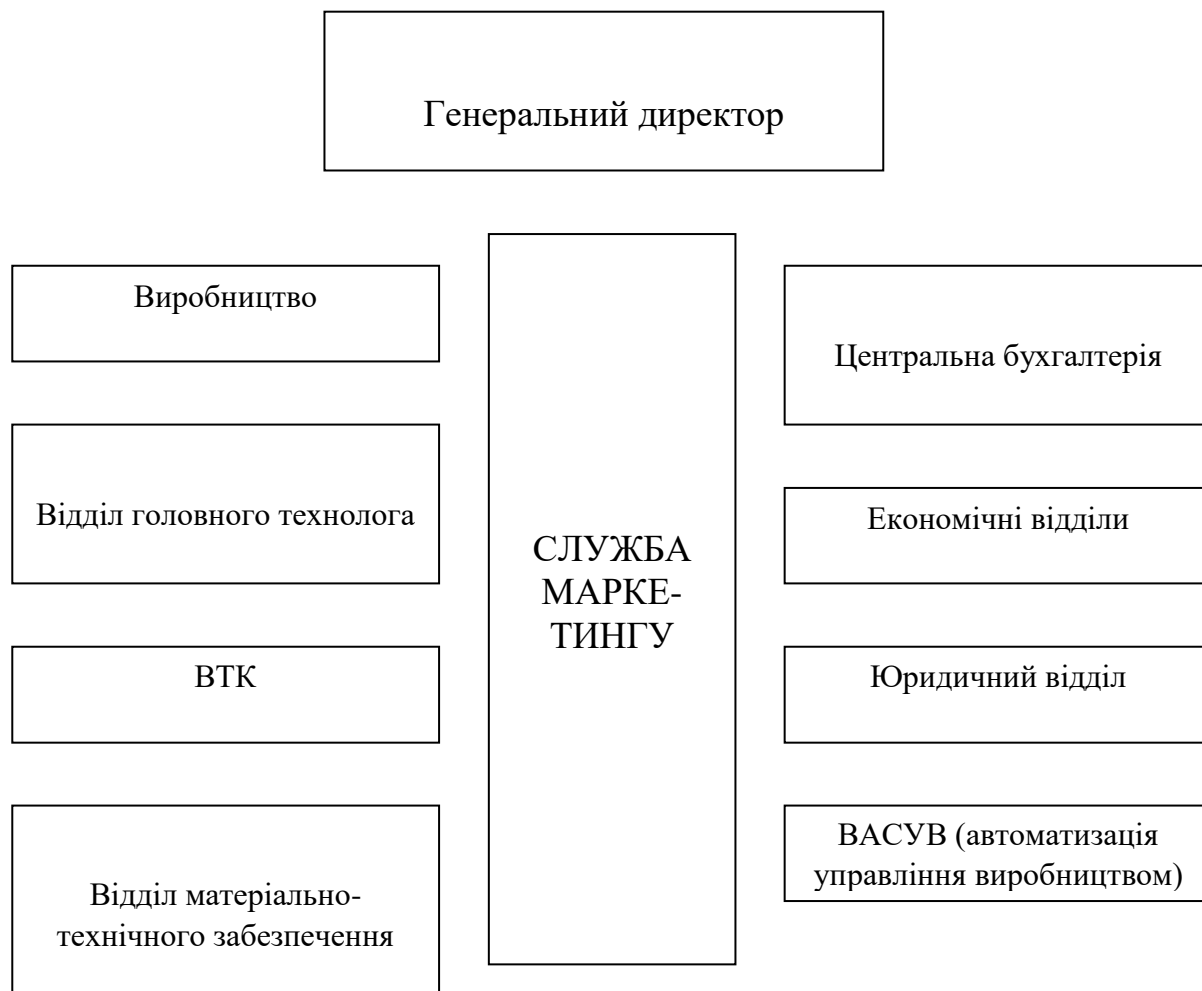 Генеральний директор
Виробництво
Відділ головного технолога
ВТК
Відділ матеріально-
технічного забезпечення
СЛУЖБА
МАРКЕ-
ТИНГУ
Центральна бухгалтерія
Економічні відділи
Юридичний відділ
ВАСУВ (автоматизація
управління виробництвом)